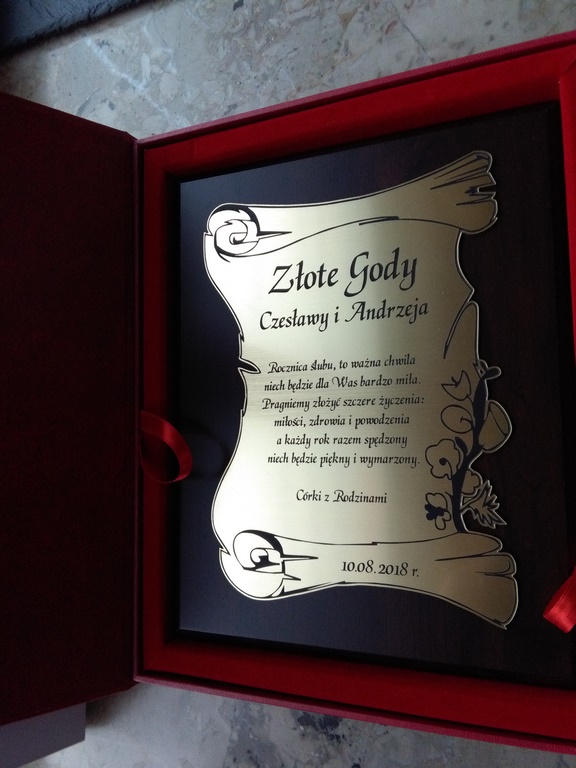 Złote Gody
Czesławy i Andrzeja
Rocznica ślubu, to ważna chwila
niech będzie dla Was bardzo miła.
Pragniemy złożyć szczere życzenia:
miłości, zdrowia i powodzenia
a każdy rok razem spędzony
niech będzie piękny i wymarzony.
Córki z Rodzinami
10.08.2018 r.